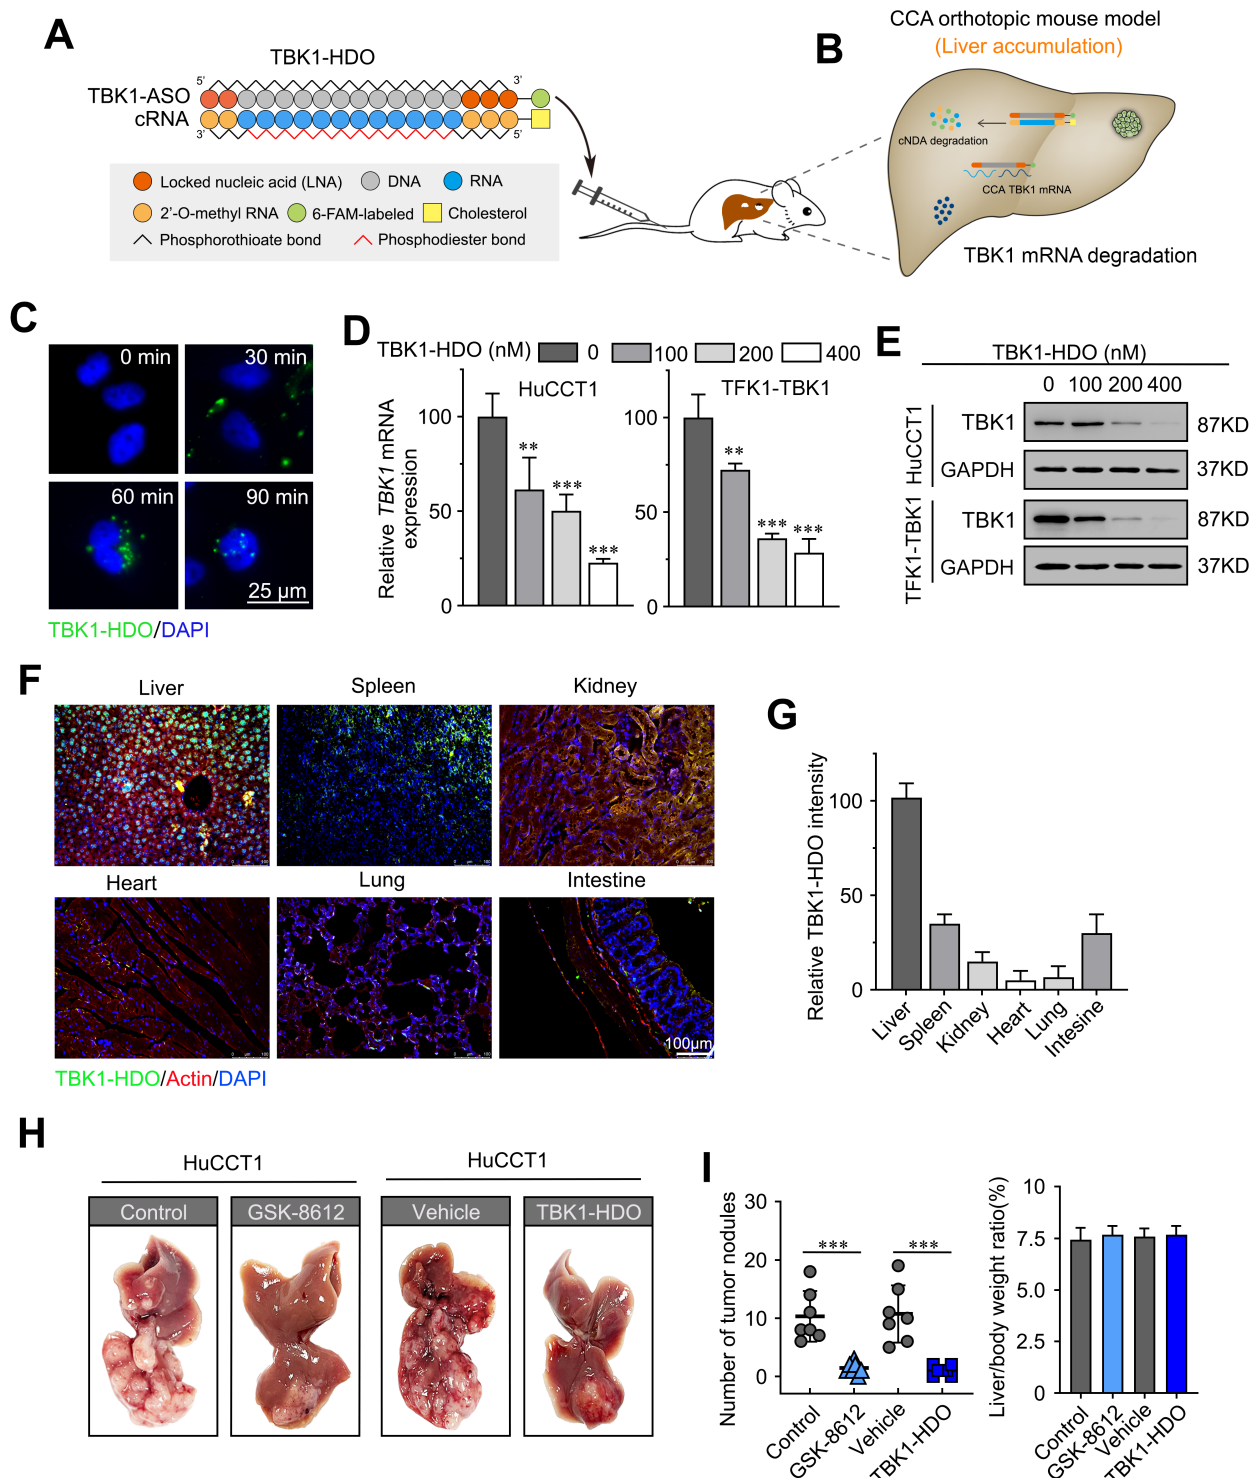 A
TBK1-HDO
5'
3'
TBK1-ASO
cRNA
3'
5'
Locked nucleic acid (LNA)
DNA
RNA
2'-O-methyl RNA
6-FAM-labeled
Cholesterol
Phosphorothioate bond
Phosphodiester bond
B
CCA orthotopic mouse model
(Liver accumulation)
cNDA degradation
CCA TBK1 mRNA
TBK1 mRNA degradation
C
0 min
30 min
60 min
90 min
25 µm
TBK1-HDO/DAPI
D
TBK1-HDO (nM)
0
100
200
400
Relative TBK1 mRNA
expression
HuCCT1
100
50
0
**
***
***
TFK1-TBK1
100
50
0
**
***
***
E
TBK1-HDO (nM)
0 100 200 400
HuCCT1
TBK1
87KD
GAPDH
37KD
TFK1-TBK1
TBK1
87KD
GAPDH
37KD
F
Liver
Spleen
Kidney
Heart
Lung
Intestine
100µm
TBK1-HDO/Actin/DAPI
G
Relative TBK1-HDO intensity
100
50
0
Liver
Spleen
Kidney
Heart
Lung
Intesine
H
HuCCT1
HuCCT1
Control
GSK-8612
Vehicle
TBK1-HDO
I
Number of tumor nodules
30
20
10
0
***
***
Control
GSK-8612
Vehicle
TBK1-HDO
Liver/body weight ratio(%)
10
7.5
5.0
2.5
0
Control
GSK-8612
Vehicle
TBK1-HDO